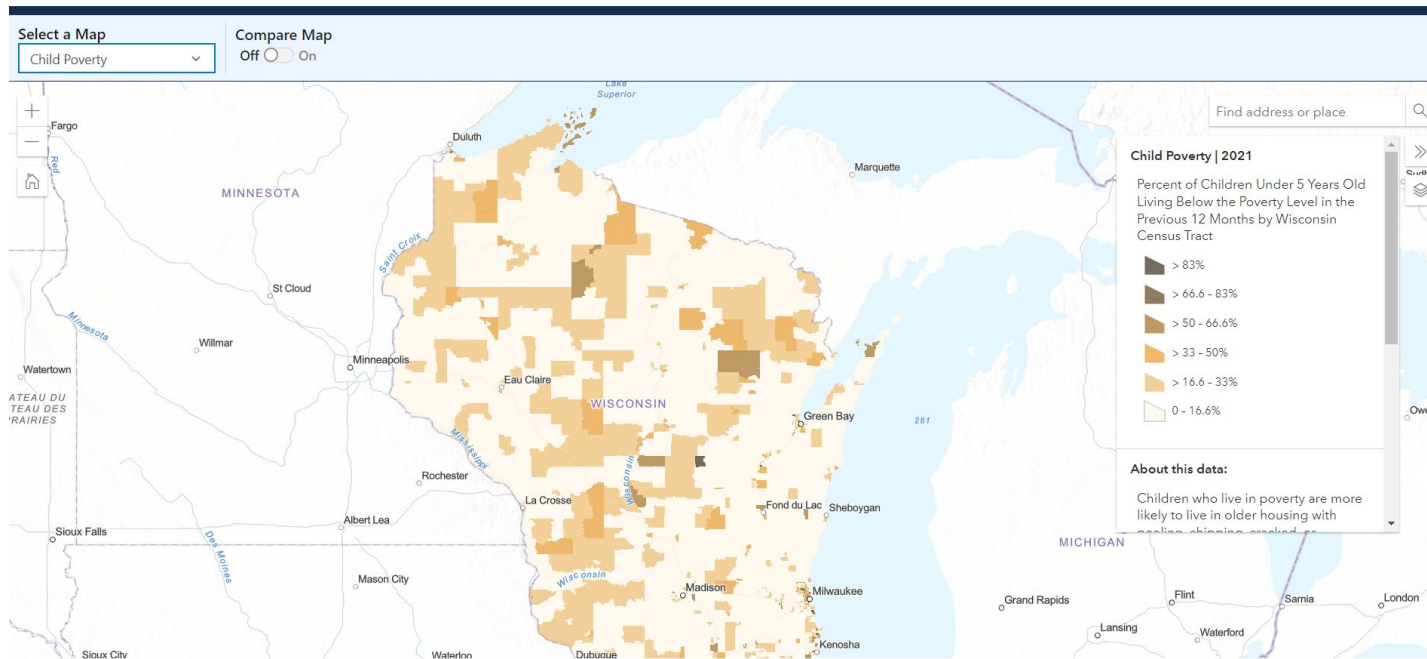 Select a Map
Child Poverty
Compare Map
Off On
Find address or place
Child Poverty | 2021
Percent of Children Under 5 Years Old
Living Below the Poverty Level in the
Previous 12 Months by Wisconsin
Census Tract
> 83%
> 66.6 - 83%
> 50 - 66.6%
> 33 - 50%
> 16.6 - 33%
0 - 16.6%
About this data:
Children who live in poverty are more
likely to live in older housing with
Lake
Superior
Fargo
Red
Duluth
Marquette
MINNESOTA
Saint Croix
St Cloud
Minnesota
Willmar
Minneapolis
Watertown
Eau Claire
WISCONSIN
Green Bay
281
Mississippi
Wisconsin
Rochester
La Crosse
Fond du Lac
Sheboygan
Albert Lea
Sioux Falls
Des Moines
MICHIGAN
Mason City
Wisconsin
Madison
Milwaukee
Grand Rapids
Flint
Sarnia
London
Lansing
Waterford
Kenosha
Sioux City
Waterloo
Dubuque